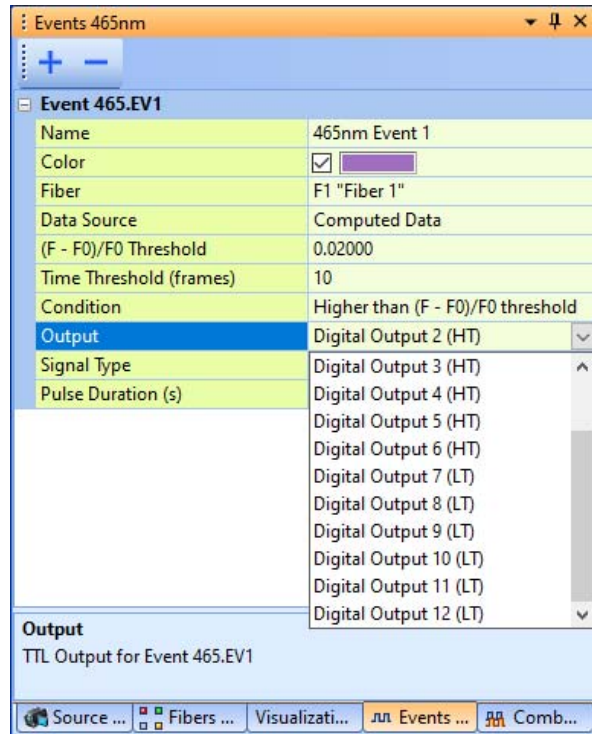 Events 465nm
Event 465.EV1
Name 465nm Event 1
Color
Fiber F1 "Fiber 1"
Data Source Computed Data
(F - F0)/F0 Threshold 0.02000
Time Threshold (frames) 10
Condition Higher than (F - F0)/F0 threshold
Output Digital Output 2 (HT)
Signal Type Digital Output 3 (HT)
Digital Output 4 (HT)
Pulse Duration (s) Digital Output 5 (HT)
Digital Output 6 (HT)
Digital Output 7 (LT)
Digital Output 8 (LT)
Digital Output 9 (LT)
Digital Output 10 (LT)
Digital Output 11 (LT)
Digital Output 12 (LT)
Output
TTL Output for Event 465.EV1
Source ... Fibers ... Visualizati... Events ... Comb...